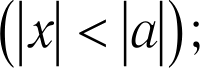 (|x| < |a|);